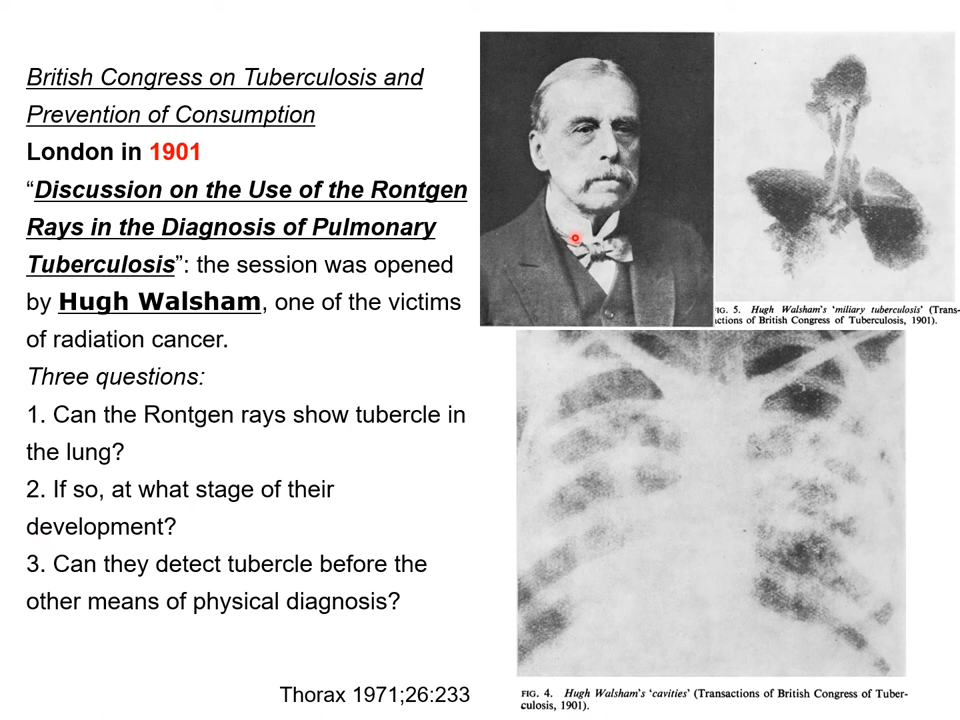 British Congress on Tuberculosis and
Prevention of Consumption
London in 1901
“Discussion on the Use of the Rontgen
Rays in the Diagnosis of Pulmonary
Tuberculosis”: the session was opened
by Hugh Walsham, one of the victims
of radiation cancer.
Three questions:
1. Can the Rontgen rays show tubercle in
the lung?
2. If so, at what stage of their
development?
3. Can they detect tubercle before the
other means of physical diagnosis?
Thorax 1971;26:233
FIG. 5. Hugh Walsham's 'miliary tuberculosis' (Trans-
actions of British Congress of Tuberculosis, 1901).
FIG. 4. Hugh Walsham's 'cavities' (Transactions of British Congress of Tuber-
culosis, 1901).